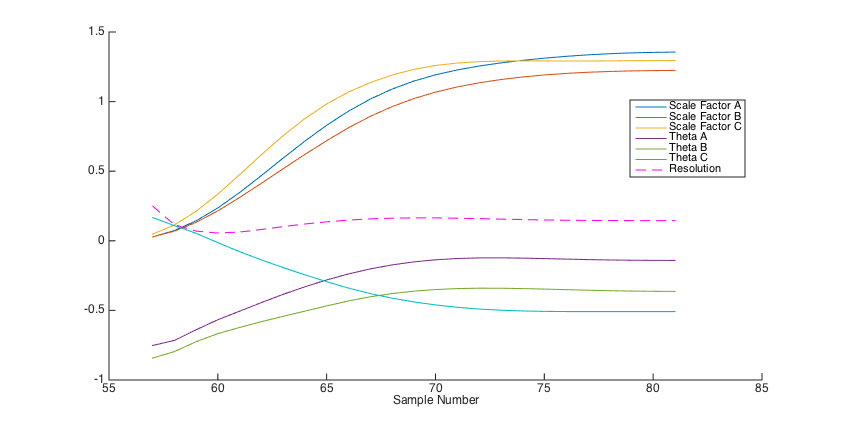 1.5
1
0.5
0
-0.5
-1
Scale Factor A
Scale Factor B
Scale Factor C
Theta A
Theta B
Theta C
Resolution
55 60 65 70 75 80 85
Sample Number